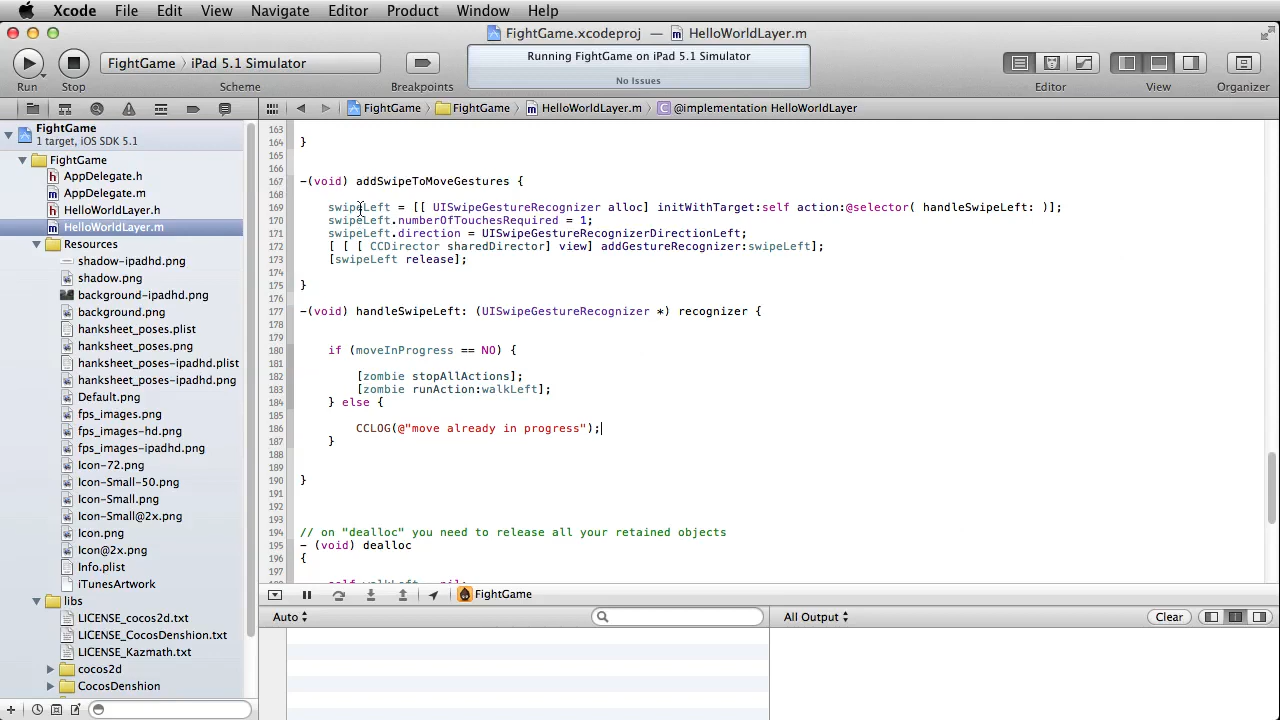 Xcode File Edit View Navigate Editor Product Window Help
FightGame.xcodeproj — HelloWorldLayer.m
FightGame iPad 5.1 Simulator
Running FightGame on iPad 5.1 Simulator
No Issues
Run Stop Scheme Breakpoints Editor View Organizer
FightGame FightGame HelloWorldLayer.m @implementation HelloWorldLayer
FightGame
1 target, iOS SDK 5.1
FightGame
AppDelegate.h
AppDelegate.m
HelloWorldLayer.h
HelloWorldLayer.m
Resources
shadow-ipadhd.png
shadow.png
background-ipadhd.png
background.png
hanksheet_poses.plist
hanksheet_poses.png
hanksheet_poses-ipadhd.plist
hanksheet_poses-ipadhd.png
Default.png
fps_images.png
fps_images-hd.png
fps_images-ipadhd.png
Icon-72.png
Icon-Small-50.png
Icon-Small.png
Icon-Small@2x.png
Icon.png
Icon@2x.png
Info.plist
iTunesArtwork
libs
LICENSE_cocos2d.txt
LICENSE_CocosDenshion.txt
LICENSE_Kazmath.txt
cocos2d
CocosDenshion
163
164 }
165
166
167 -(void) addSwipeToMoveGestures {
168
169 swipeLeft = [[ UISwipeGestureRecognizer alloc] initWithTarget:self action:@selector( handleSwipeLeft: )];
170 swipeLeft.numberOfTouchesRequired = 1;
171 swipeLeft.direction = UISwipeGestureRecognizerDirectionLeft;
172 [ [ [ CCDirector sharedDirector] view] addGestureRecognizer:swipeLeft];
173 [swipeLeft release];
174
175 }
176
177 -(void) handleSwipeLeft: (UISwipeGestureRecognizer *) recognizer {
178
179
180 if (moveInProgress == NO) {
181
182 [zombie stopAllActions];
183 [zombie runAction:walkLeft];
184 } else {
185
186 CCLOG(@"move already in progress");
187 }
188
189
190 }
191
192
193
194 // on "dealloc" you need to release all your retained objects
195 - (void) dealloc
196 {
197
FightGame
Auto
All Output
Clear